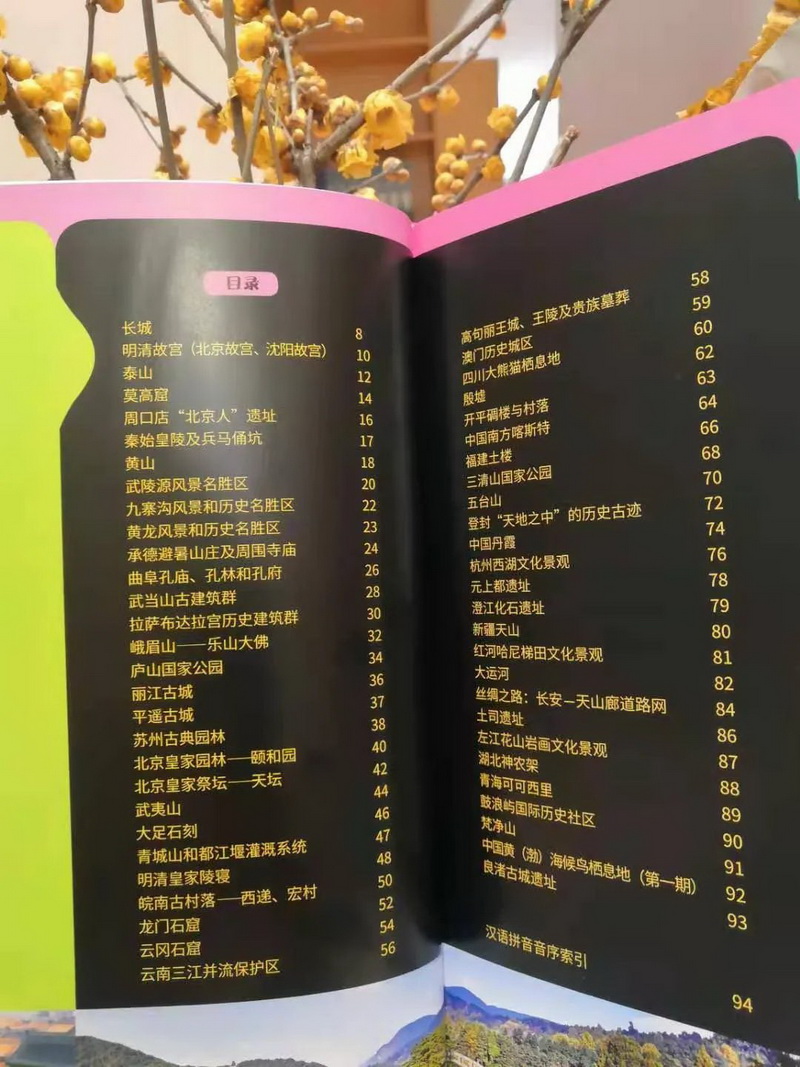 目录
长城 8
明清故宫（北京故宫、沈阳故宫） 10
泰山 12
莫高窟 14
周口店“北京人”遗址 16
秦始皇陵及兵马俑坑 17
黄山 18
武陵源风景名胜区 20
九寨沟风景和历史名胜区 22
黄龙风景和历史名胜区 23
承德避暑山庄及周围寺庙 24
曲阜孔庙、孔林和孔府 26
武当山古建筑群 28
拉萨布达拉宫历史建筑群 30
峨眉山——乐山大佛 32
庐山国家公园 34
丽江古城 36
平遥古城 37
苏州古典园林 38
北京皇家园林——颐和园 40
北京皇家祭坛——天坛 42
武夷山 44
大足石刻 46
青城山和都江堰灌溉系统 47
明清皇家陵寝 48
皖南古村落——西递、宏村 50
龙门石窟 52
云冈石窟 54
云南三江并流保护区 56
高句丽王城、王陵及贵族墓葬 58
澳门历史城区 59
四川大熊猫栖息地 60
殷墟 62
开平碉楼与村落 63
中国南方喀斯特 64
福建土楼 66
三清山国家公园 68
五台山 70
登封“天地之中”的历史古迹 72
中国丹霞 74
杭州西湖文化景观 76
元上都遗址 78
澄江化石遗址 79
新疆天山 80
红河哈尼梯田文化景观 81
大运河 82
丝绸之路：长安—天山廊道路网 84
土司遗址 86
左江花山岩画文化景观 87
湖北神农架 88
青海可可西里 89
鼓浪屿国际历史社区 90
梵净山 91
中国黄（渤）海候鸟栖息地（第一期） 92
良渚古城遗址 93
汉语拼音音序索引 94